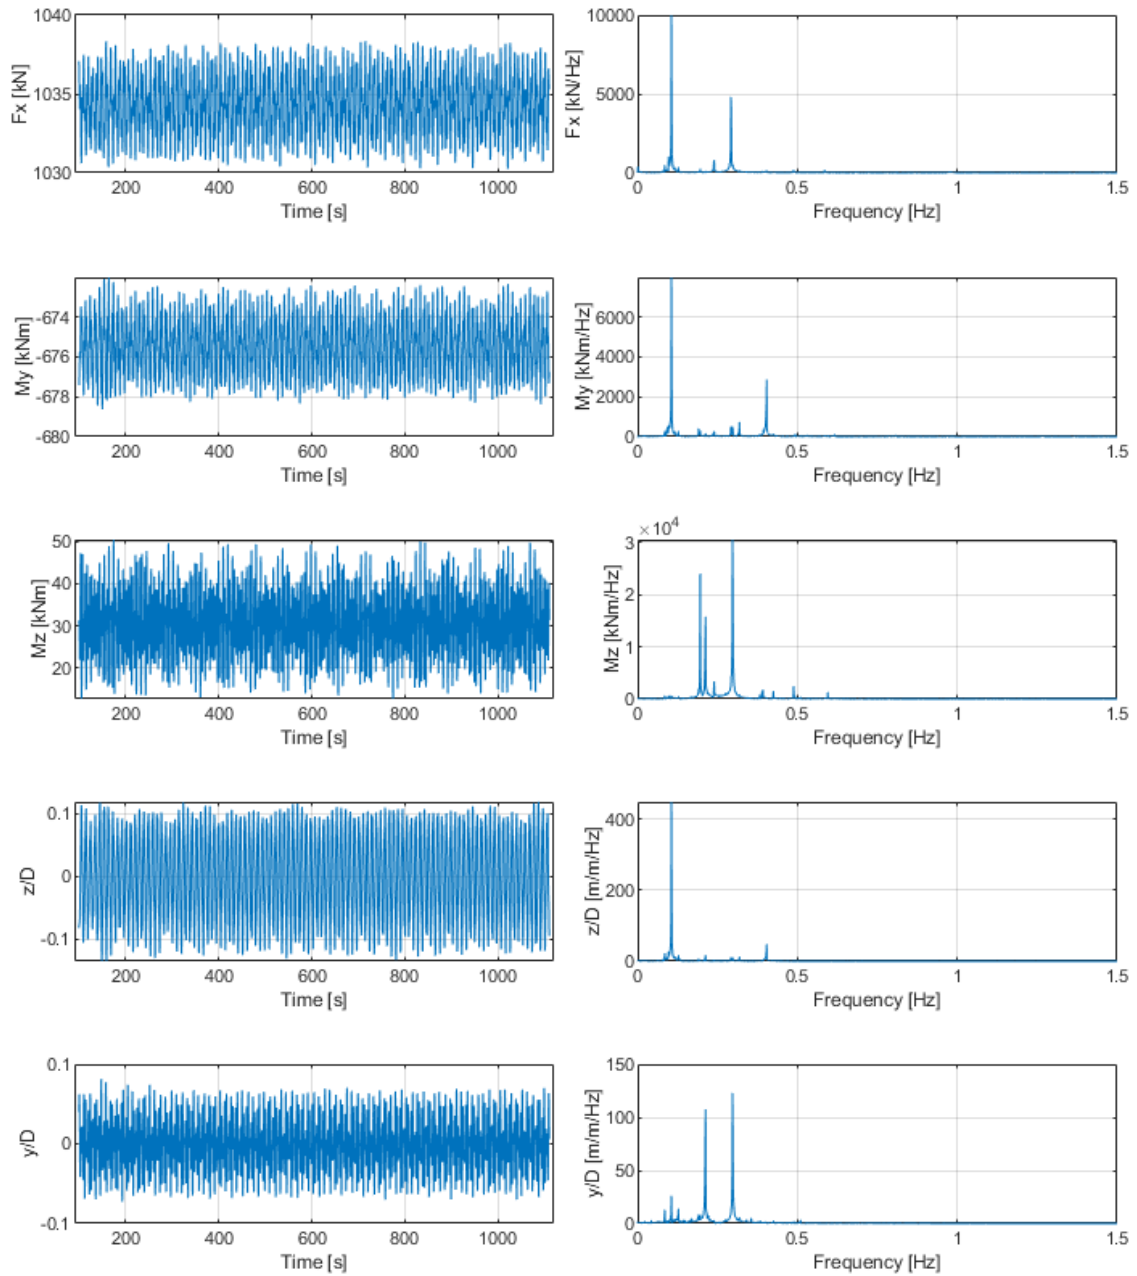 1040
1035
1030
Fx [kN]
200 400 600 800 1000
Time [s]
10000
5000
0
Fx [kN/Hz]
0 0.5 1 1.5
Frequency [Hz]
-674
-676
-678
-680
My [kNm]
200 400 600 800 1000
Time [s]
6000
4000
2000
0
My [kNm/Hz]
0 0.5 1 1.5
Frequency [Hz]
50
40
30
20
Mz [kNm]
200 400 600 800 1000
Time [s]
×10⁴
3
2
1
0
Mz [kNm/Hz]
0 0.5 1 1.5
Frequency [Hz]
0.1
0
-0.1
z/D
200 400 600 800 1000
Time [s]
400
200
0
z/D [m/m/Hz]
0 0.5 1 1.5
Frequency [Hz]
0.1
0
-0.1
y/D
200 400 600 800 1000
Time [s]
150
100
50
0
y/D [m/m/Hz]
0 0.5 1 1.5
Frequency [Hz]